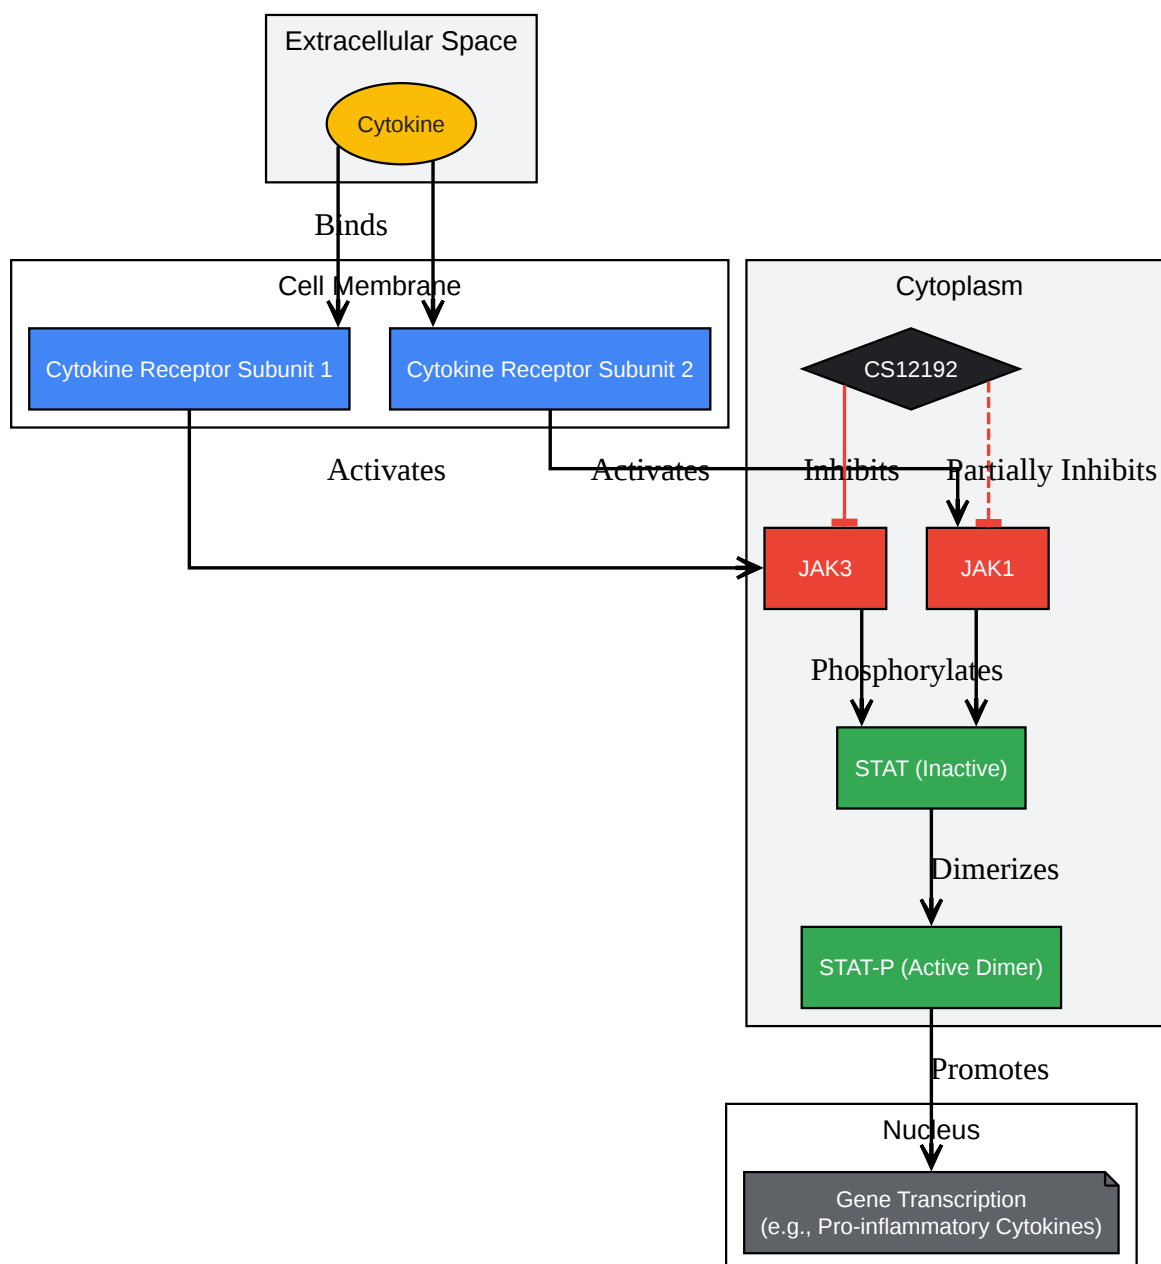 Extracellular Space
Cytokine
Binds
Cell Membrane
Cytokine Receptor Subunit 1
Cytokine Receptor Subunit 2
Cytoplasm
CS12192
Activates
Activates
Inhibits
Partially Inhibits
JAK3
JAK1
Phosphorylates
STAT (Inactive)
Dimerizes
STAT-P (Active Dimer)
Promotes
Nucleus
Gene Transcription
(e.g., Pro-inflammatory Cytokines)